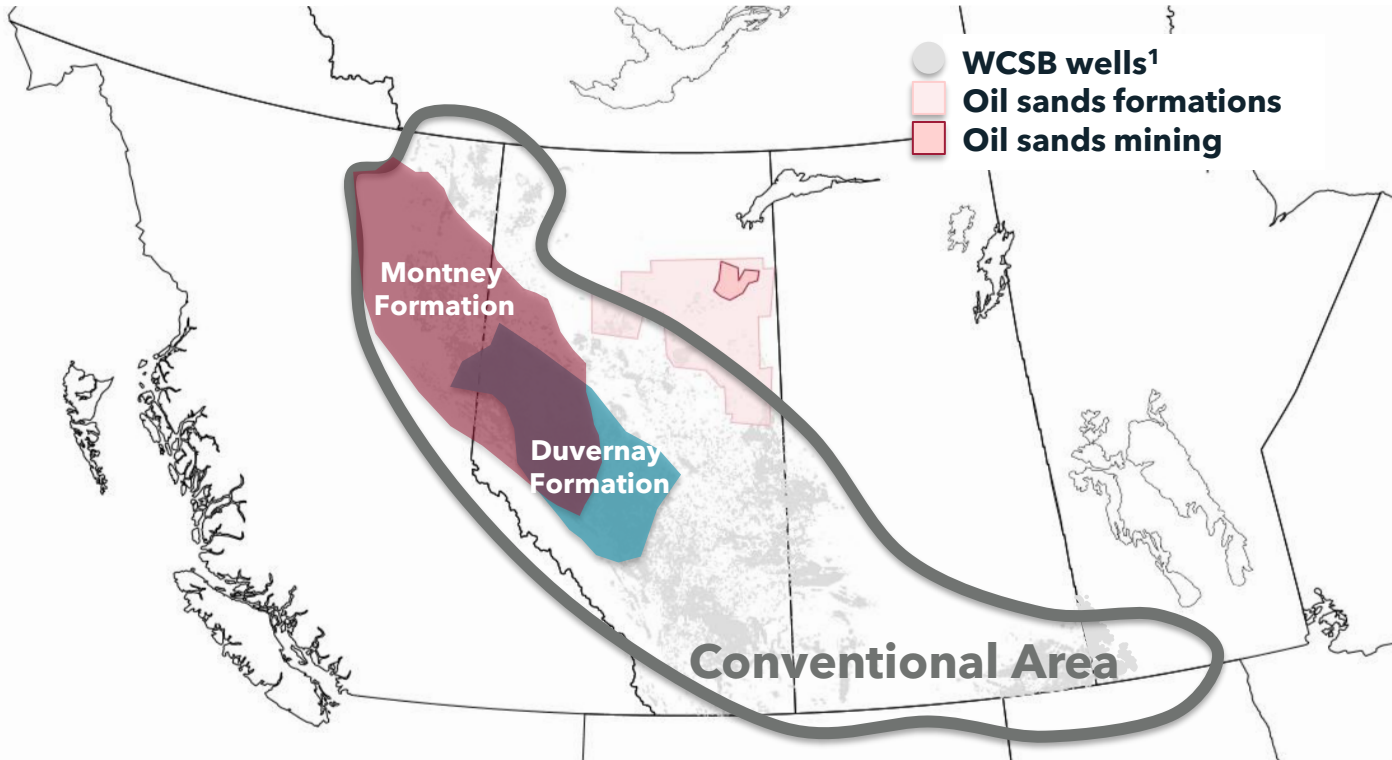 WCSB wells¹
Oil sands formations
Oil sands mining
Montney
Formation
Duvernay
Formation
Conventional Area